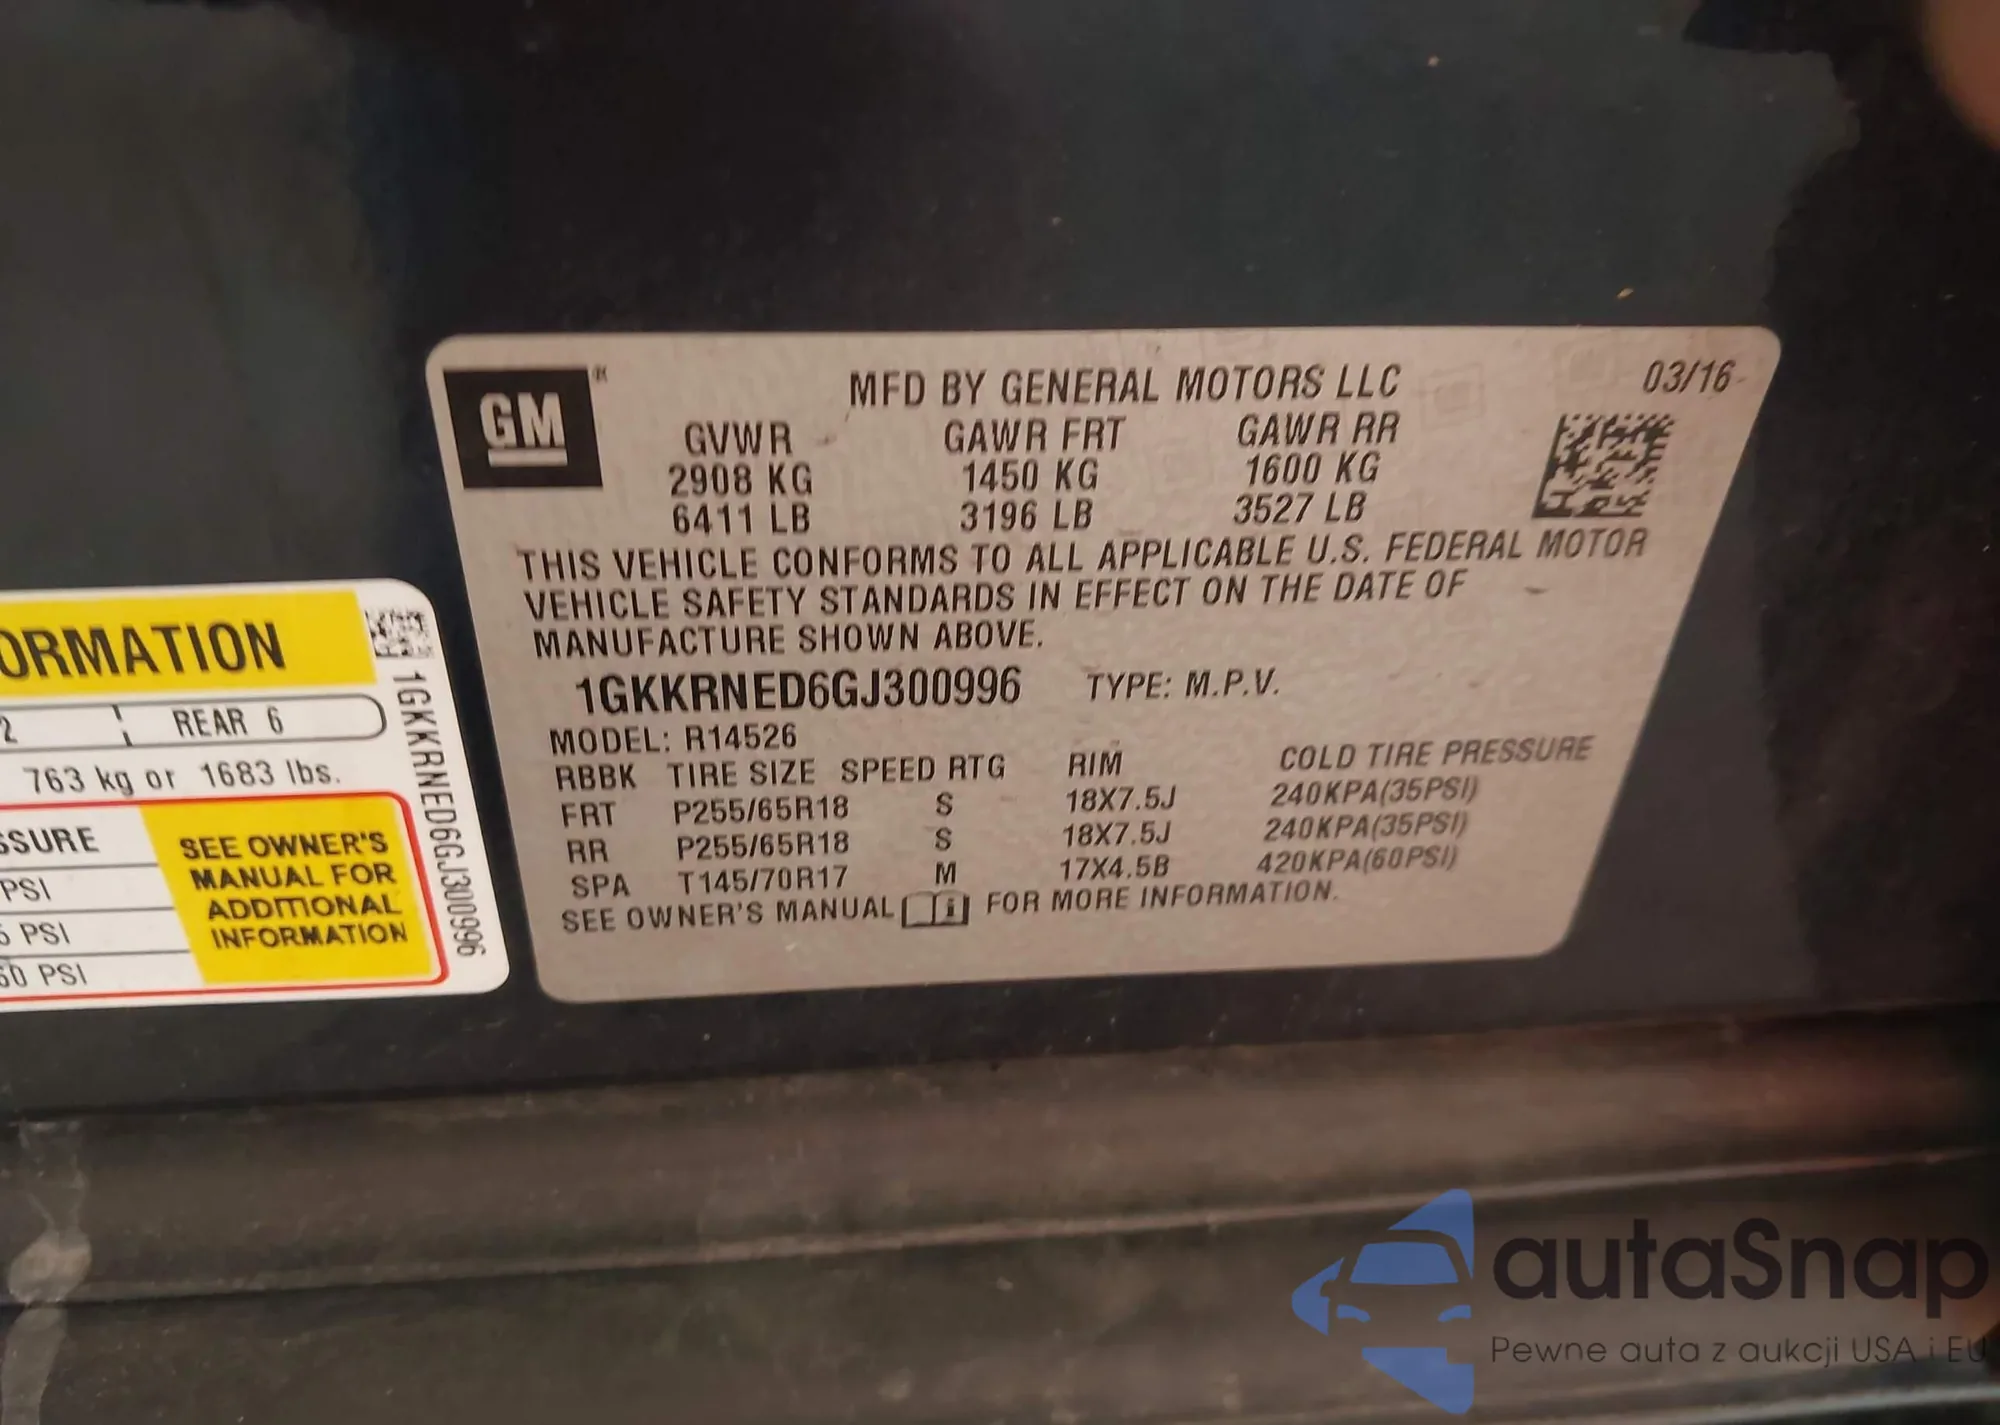 GM®
MFD BY GENERAL MOTORS LLC 03/16
GVWR GAWR FRT GAWR RR
2908 KG 1450 KG 1600 KG
6411 LB 3196 LB 3527 LB
THIS VEHICLE CONFORMS TO ALL APPLICABLE U.S. FEDERAL MOTOR
VEHICLE SAFETY STANDARDS IN EFFECT ON THE DATE OF
MANUFACTURE SHOWN ABOVE.
1GKKRNED6GJ300996 TYPE: M.P.V.
MODEL: R14526
RBBK TIRE SIZE SPEED RTG RIM COLD TIRE PRESSURE
FRT P255/65R18 S 18X7.5J 240KPA(35PSI)
RR P255/65R18 S 18X7.5J 240KPA(35PSI)
SPA T145/70R17 M 17X4.5B 420KPA(60PSI)
SEE OWNER'S MANUAL i FOR MORE INFORMATION.
ORMATION
2 REAR 6
763 kg or 1683 lbs.
SSURE
PSI
5 PSI
60 PSI
SEE OWNER'S
MANUAL FOR
ADDITIONAL
INFORMATION
1GKKRNED6GJ300996
autaSnap
Pewne auta z aukcji USA i EU